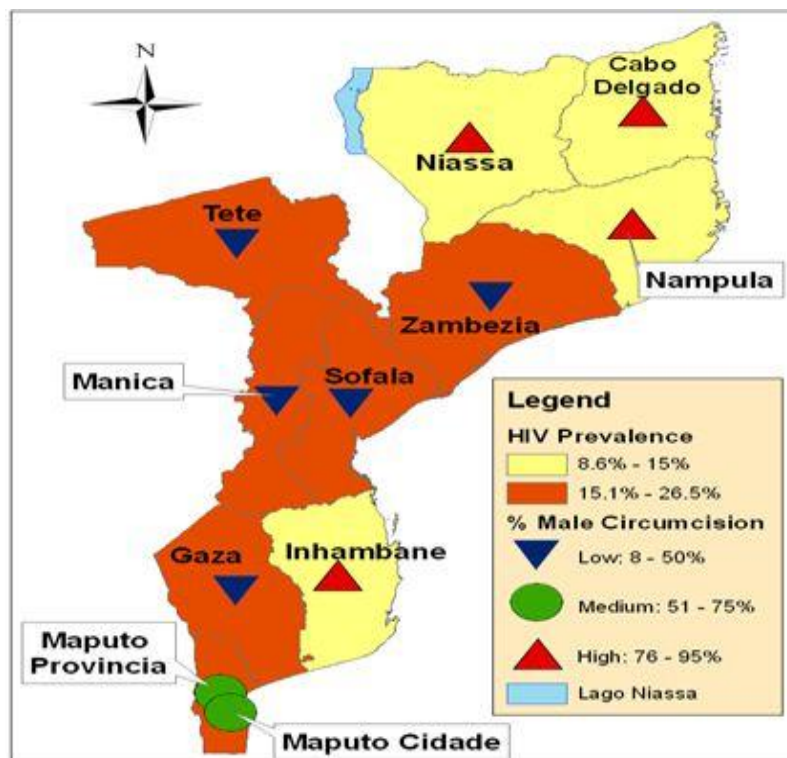 N
Cabo
Delgado
Niassa
Tete
Nampula
Zambezia
Manica
Sofala
Gaza
Inhambane
Maputo
Provincia
Maputo Cidade
Legend
HIV Prevalence
8.6% - 15%
15.1% - 26.5%
% Male Circumcision
Low: 8 - 50%
Medium: 51 - 75%
High: 76 - 95%
Lago Niassa